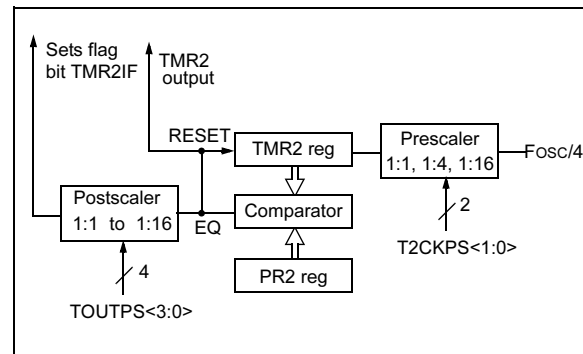 Sets flag
bit TMR2IF
TMR2
output
RESET
TMR2 reg
Prescaler
1:1, 1:4, 1:16
FOSC/4
Postscaler
1:1 to 1:16
EQ
Comparator
2
T2CKPS<1:0>
4
PR2 reg
TOUTPS<3:0>